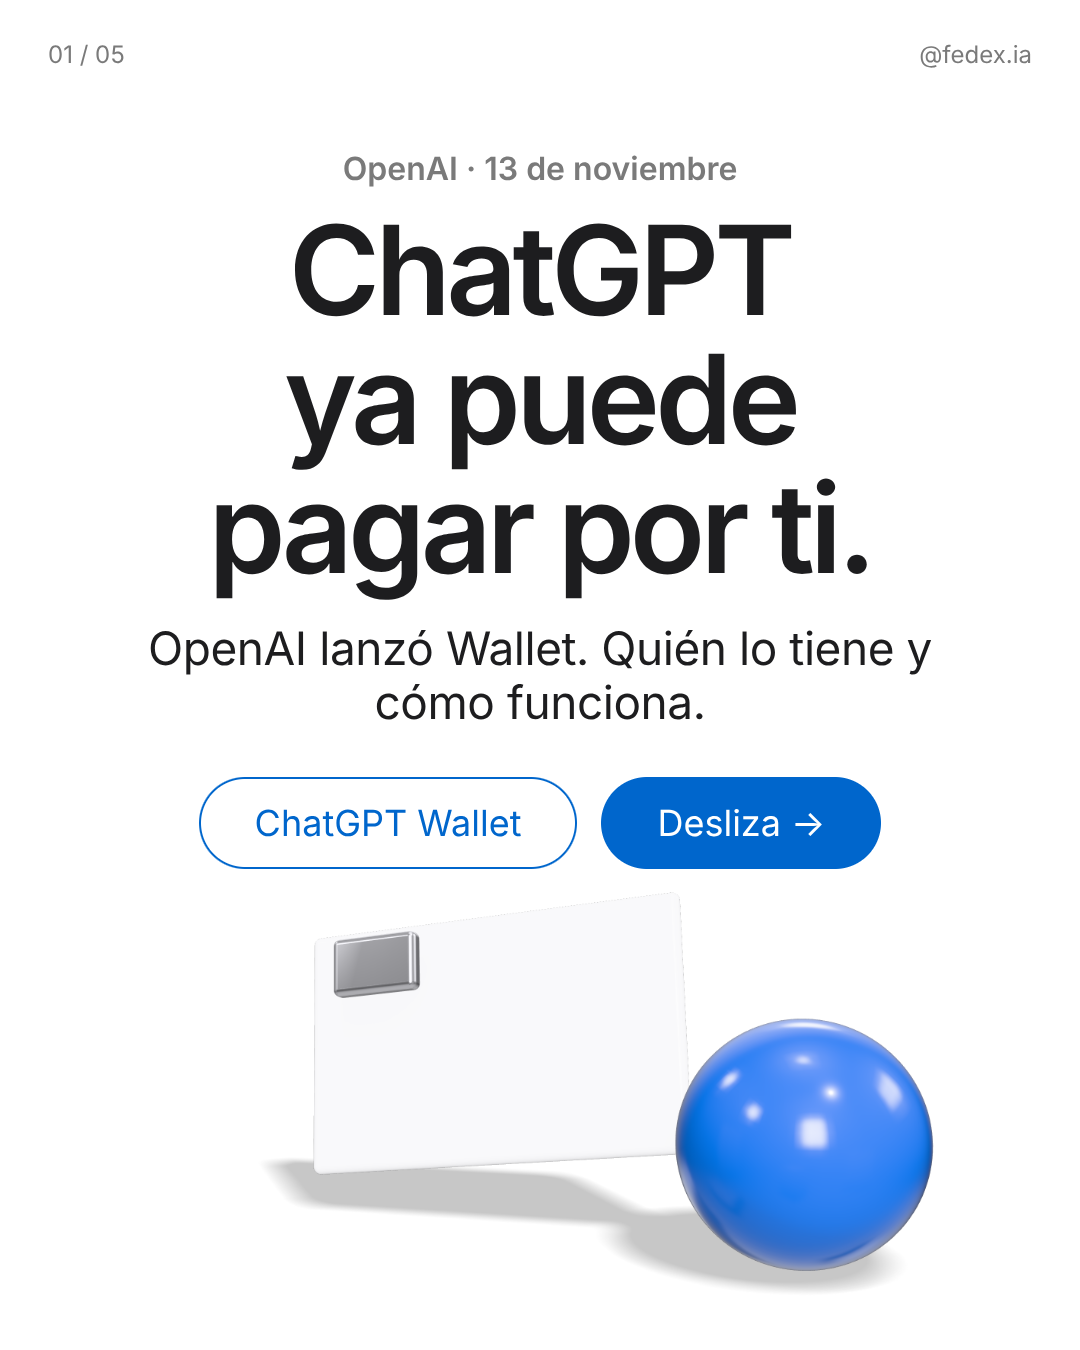 01 / 05
@fedex.ia
OpenAI · 13 de noviembre
ChatGPT
ya puede
pagar por ti.
OpenAI lanzó Wallet. Quién lo tiene y
cómo funciona.
ChatGPT Wallet
Desliza →